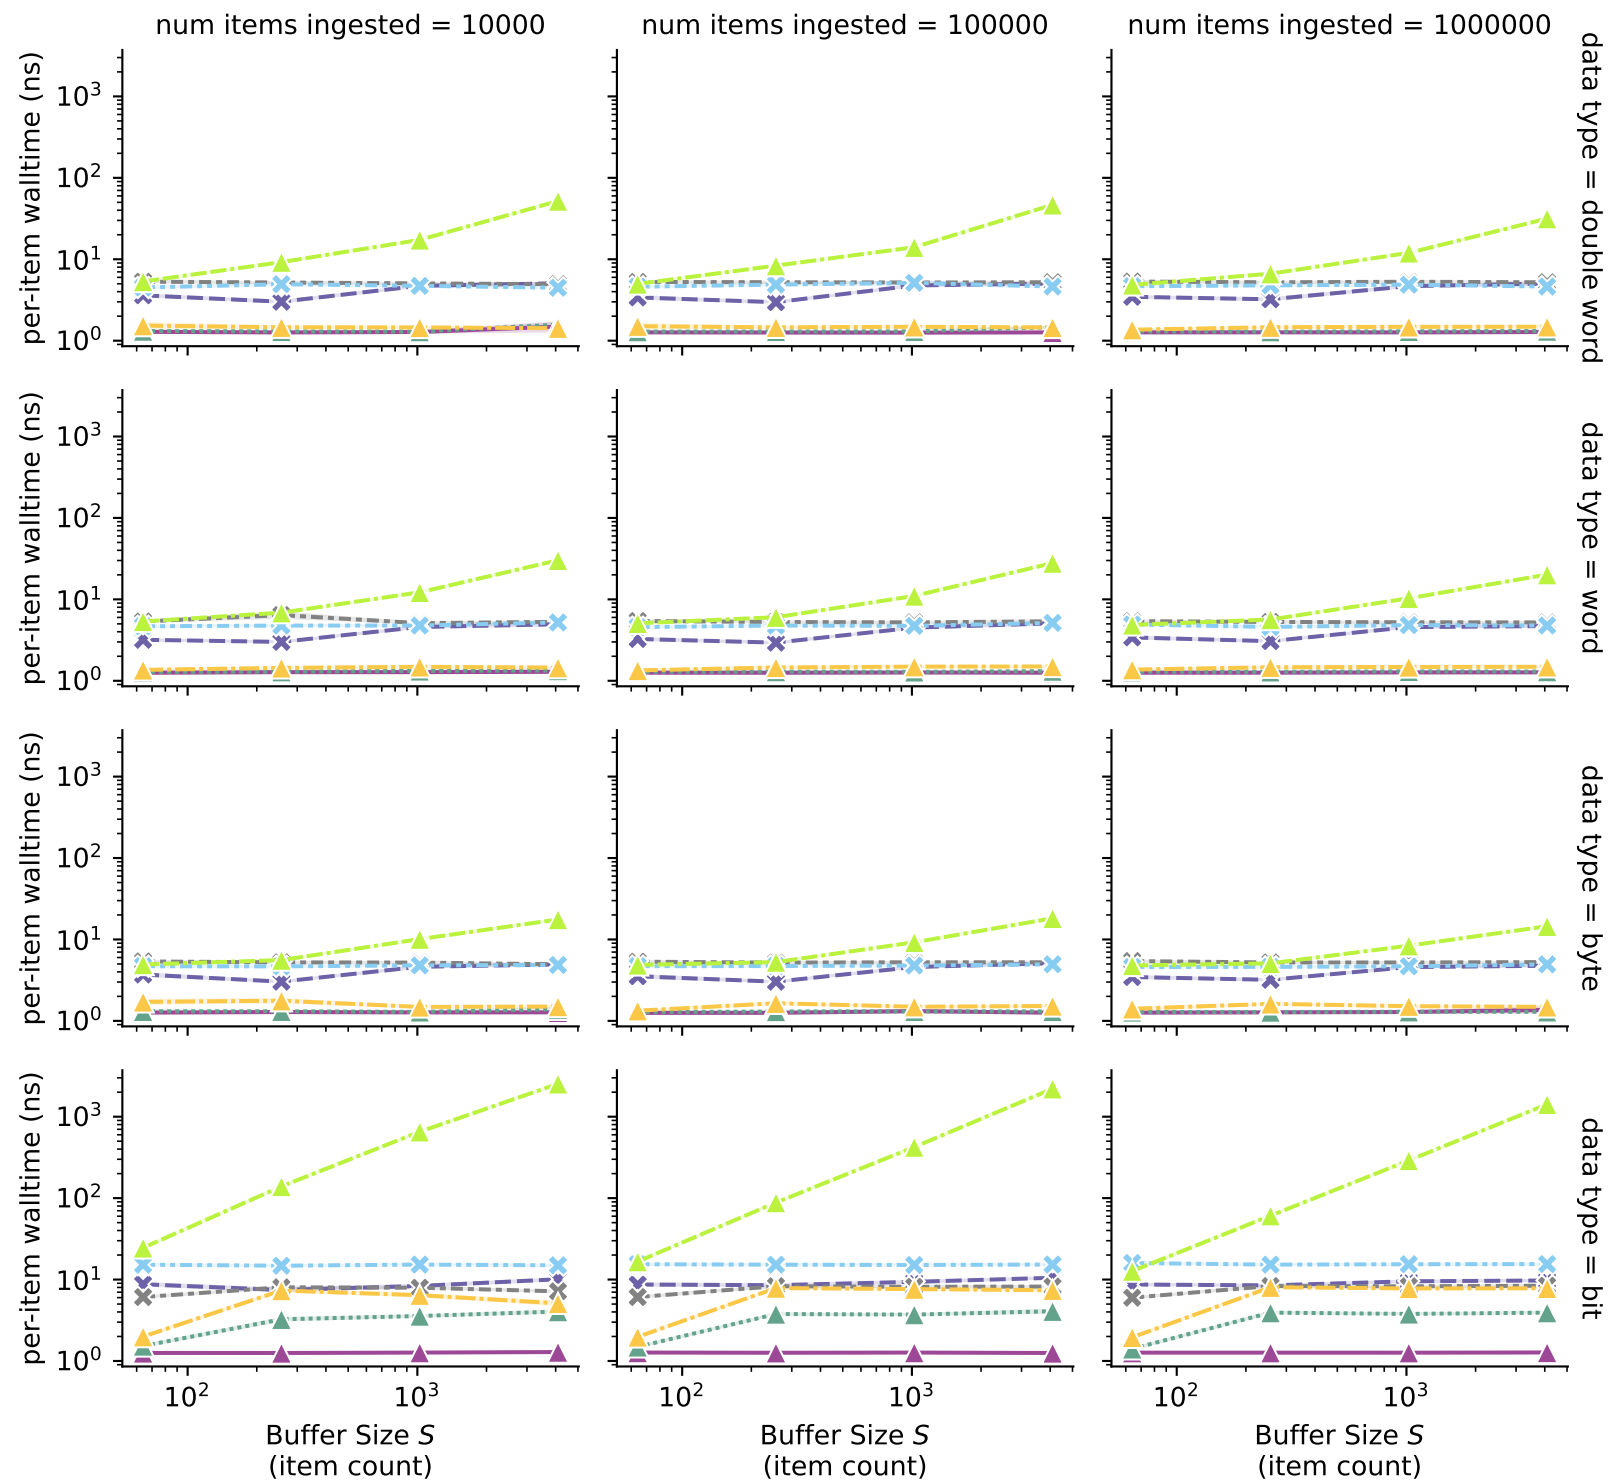 num items ingested = 10000
num items ingested = 100000
num items ingested = 1000000
per-item walltime (ns)
10³
10²
10¹
10⁰
data type = double word
per-item walltime (ns)
10³
10²
10¹
10⁰
data type = word
per-item walltime (ns)
10³
10²
10¹
10⁰
data type = byte
per-item walltime (ns)
10³
10²
10¹
10⁰
data type = bit
10² 10³
10² 10³
10² 10³
Buffer Size S
(item count)
Buffer Size S
(item count)
Buffer Size S
(item count)